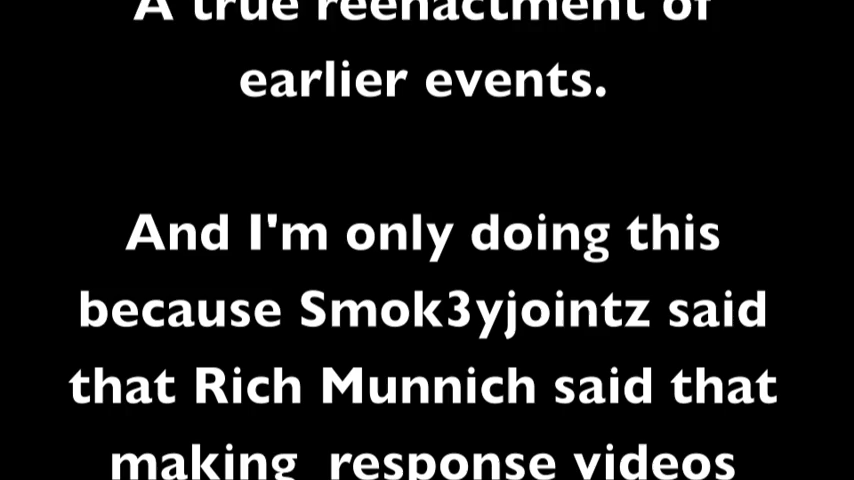 A true reenactment of
earlier events.
And I'm only doing this
because Smok3yjointz said
that Rich Munnich said that
making  response videos